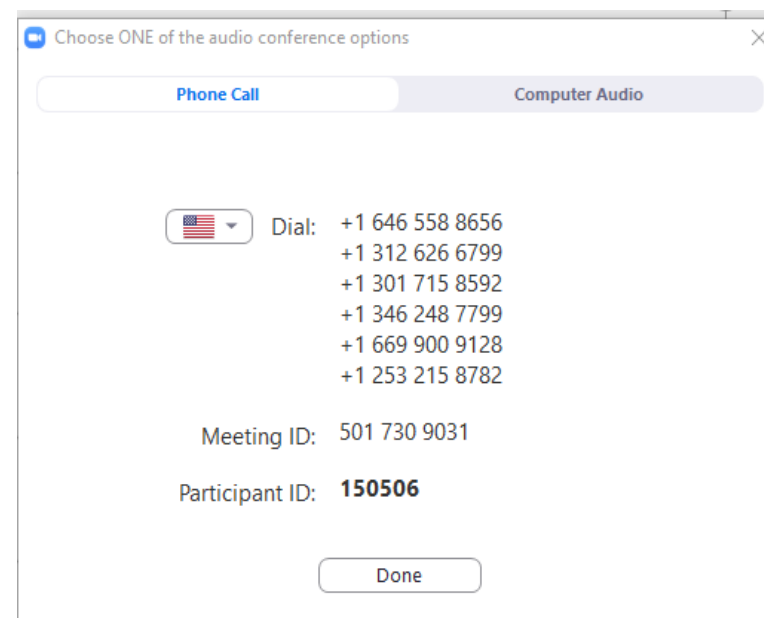 Choose ONE of the audio conference options
Phone Call Computer Audio
Dial: +1 646 558 8656
+1 312 626 6799
+1 301 715 8592
+1 346 248 7799
+1 669 900 9128
+1 253 215 8782
Meeting ID: 501 730 9031
Participant ID: 150506
Done